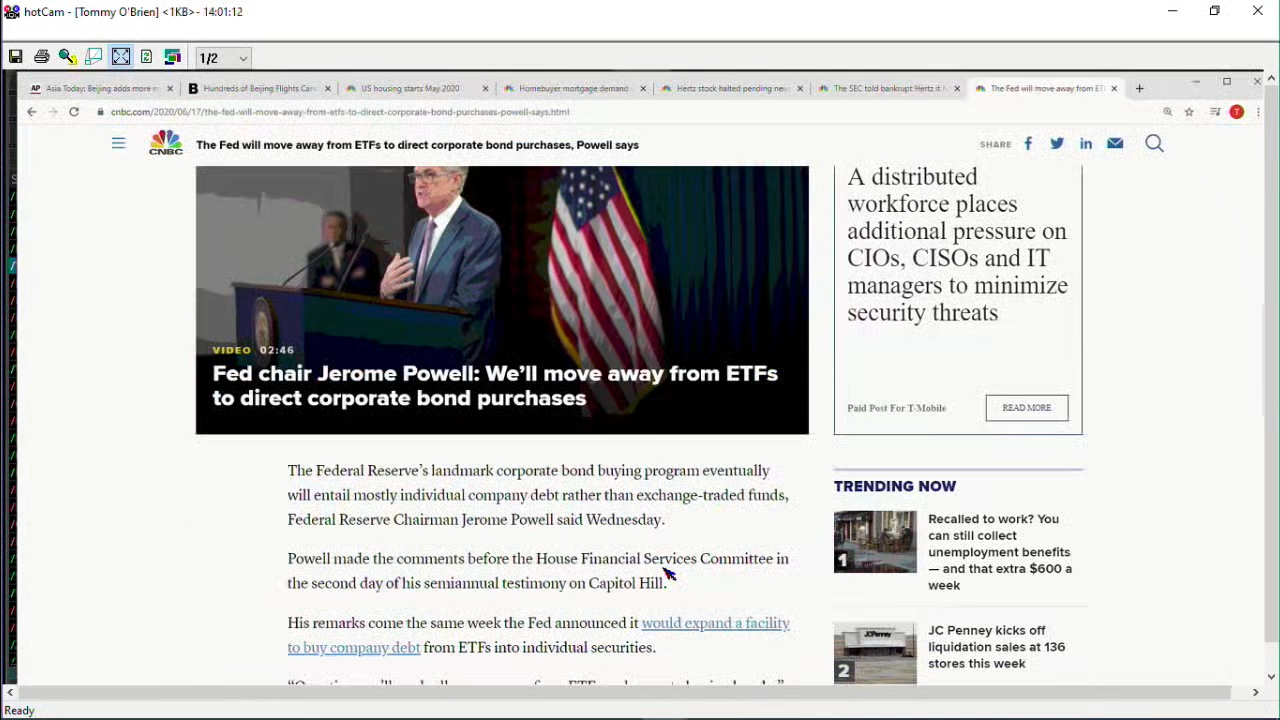 hotCam - [Tommy O'Brien] <1KB> - 14:01:12
1/2
AP Asia Today: Beijing adds more
B Hundreds of Beijing Flights Can
US housing starts May 2020
Homebuyer mortgage demand
Hertz stock halted pending new
The SEC told bankrupt Hertz it
The Fed will move away from ET
cnbc.com/2020/06/17/the-fed-will-move-away-from-etfs-to-direct-corporate-bond-purchases-powell-says.html
T
CNBC
The Fed will move away from ETFs to direct corporate bond purchases, Powell says
SHARE
VIDEO 02:46
Fed chair Jerome Powell: We'll move away from ETFs
to direct corporate bond purchases
The Federal Reserve's landmark corporate bond buying program eventually
will entail mostly individual company debt rather than exchange-traded funds,
Federal Reserve Chairman Jerome Powell said Wednesday.
Powell made the comments before the House Financial Services Committee in
the second day of his semiannual testimony on Capitol Hill.
His remarks come the same week the Fed announced it would expand a facility
to buy company debt from ETFs into individual securities.
A distributed
workforce places
additional pressure on
CIOs, CISOs and IT
managers to minimize
security threats
Paid Post For T-Mobile
READ MORE
TRENDING NOW
1
Recalled to work? You
can still collect
unemployment benefits
— and that extra $600 a
week
JCPenney
2
JC Penney kicks off
liquidation sales at 136
stores this week
Ready